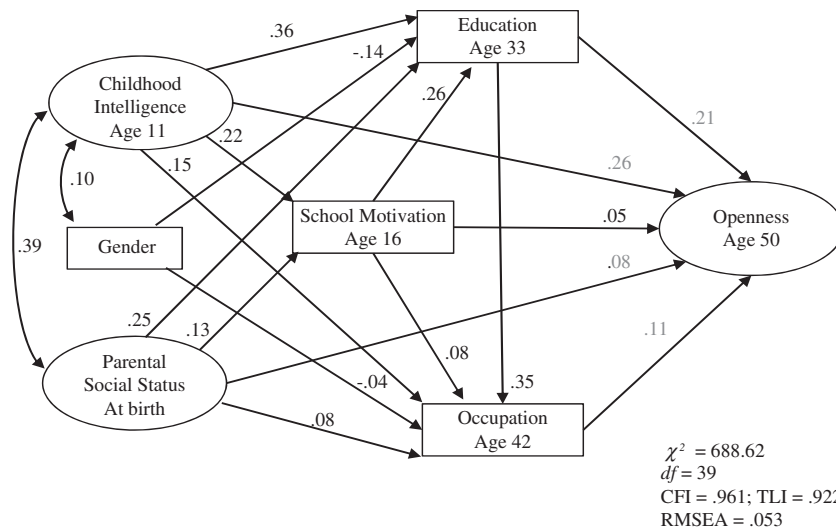 Education
Age 33
.36
-.14
Childhood
Intelligence
Age 11
.26
.21
.22
.15
.26
.10
School Motivation
Age 16
.05
Openness
Age 50
Gender
.39
.08
.25
.13
.11
Parental
Social Status
At birth
.08
-.04
.35
.08
Occupation
Age 42
χ² = 688.62
df = 39
CFI = .961; TLI = .922
RMSEA = .053